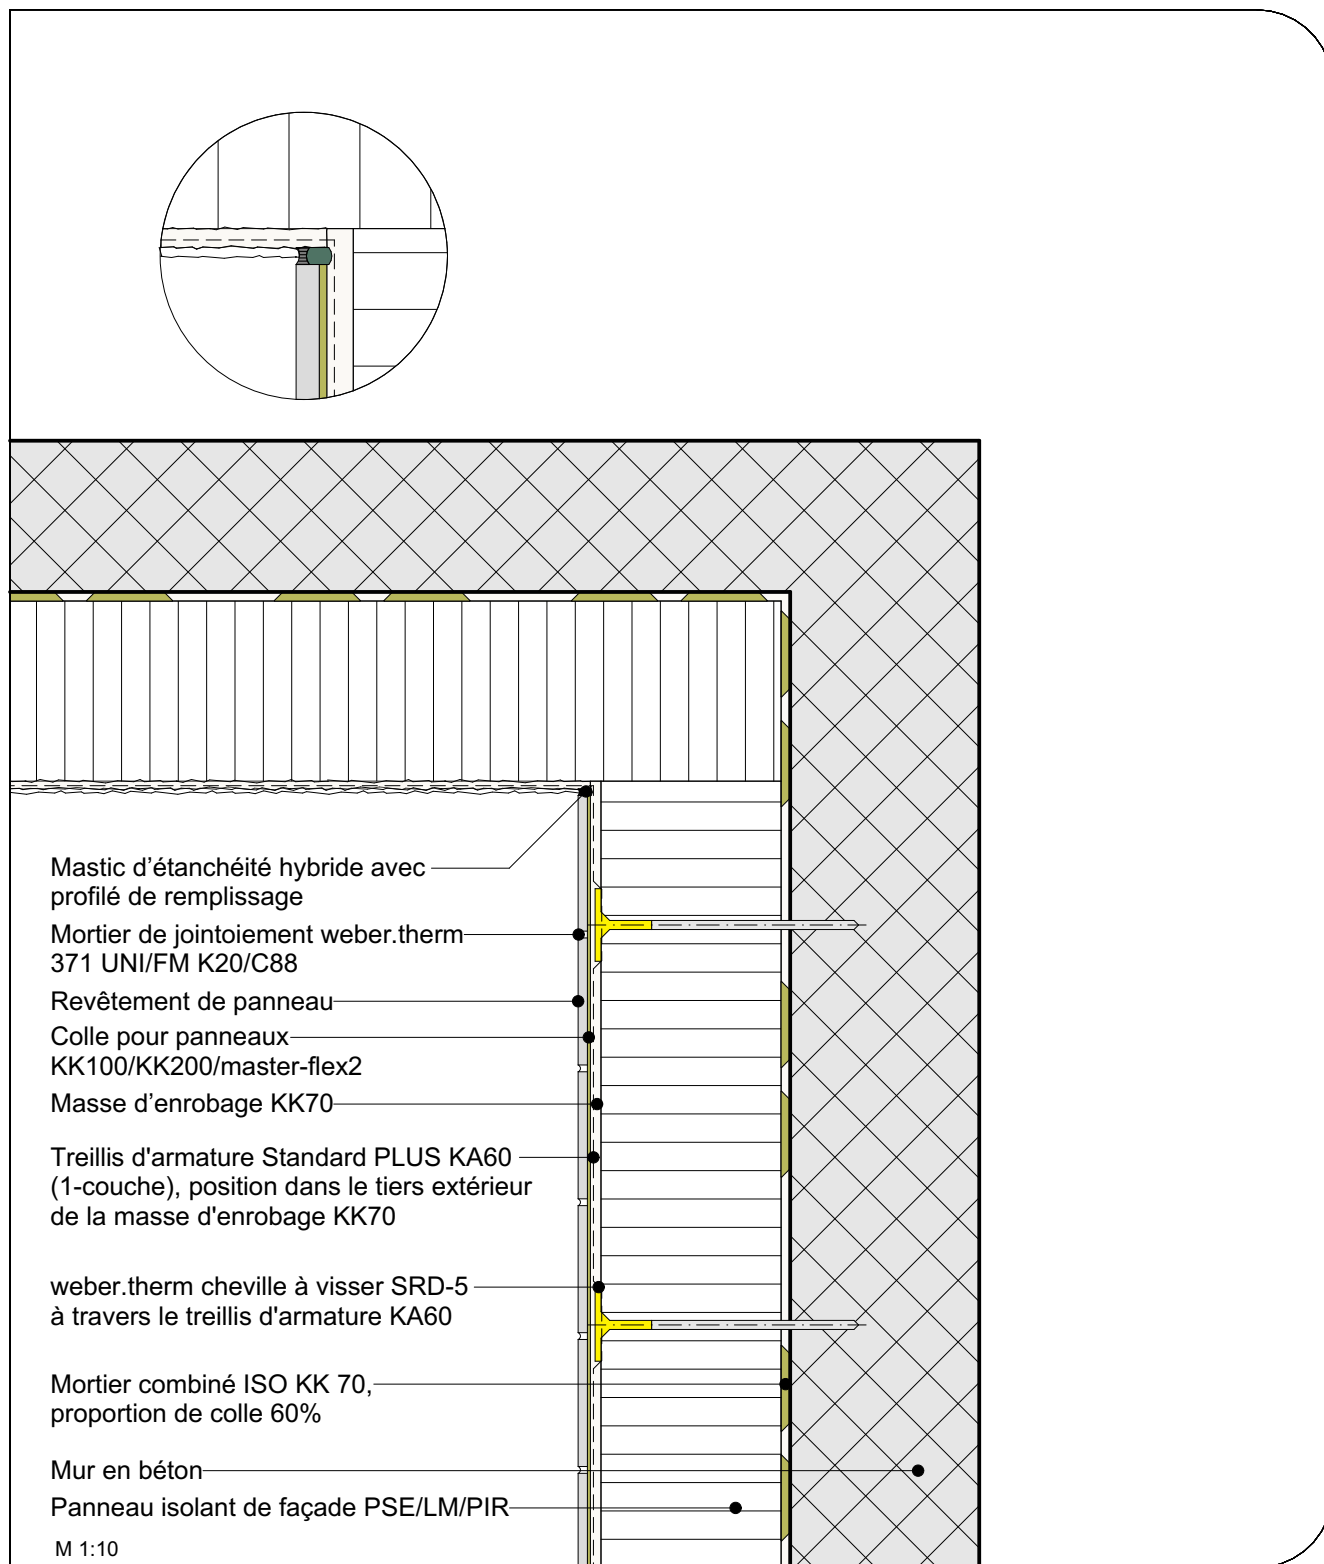 Mastic d’étanchéité hybride avec
profilé de remplissage
Mortier de jointoiement weber.therm
371 UNI/FM K20/C88
Revêtement de panneau
Colle pour panneaux
KK100/KK200/master-flex2
Masse d’enrobage KK70
Treillis d'armature Standard PLUS KA60
(1-couche), position dans le tiers extérieur
de la masse d'enrobage KK70
weber.therm cheville à visser SRD-5
à travers le treillis d'armature KA60
Mortier combiné ISO KK 70,
proportion de colle 60%
Mur en béton
Panneau isolant de façade PSE/LM/PIR
M 1:10